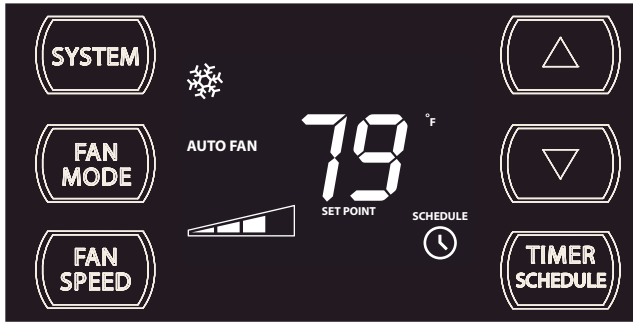 SYSTEM
FAN
MODE
FAN
SPEED
AUTO FAN
79
°F
SET POINT
SCHEDULE
TIMER
SCHEDULE